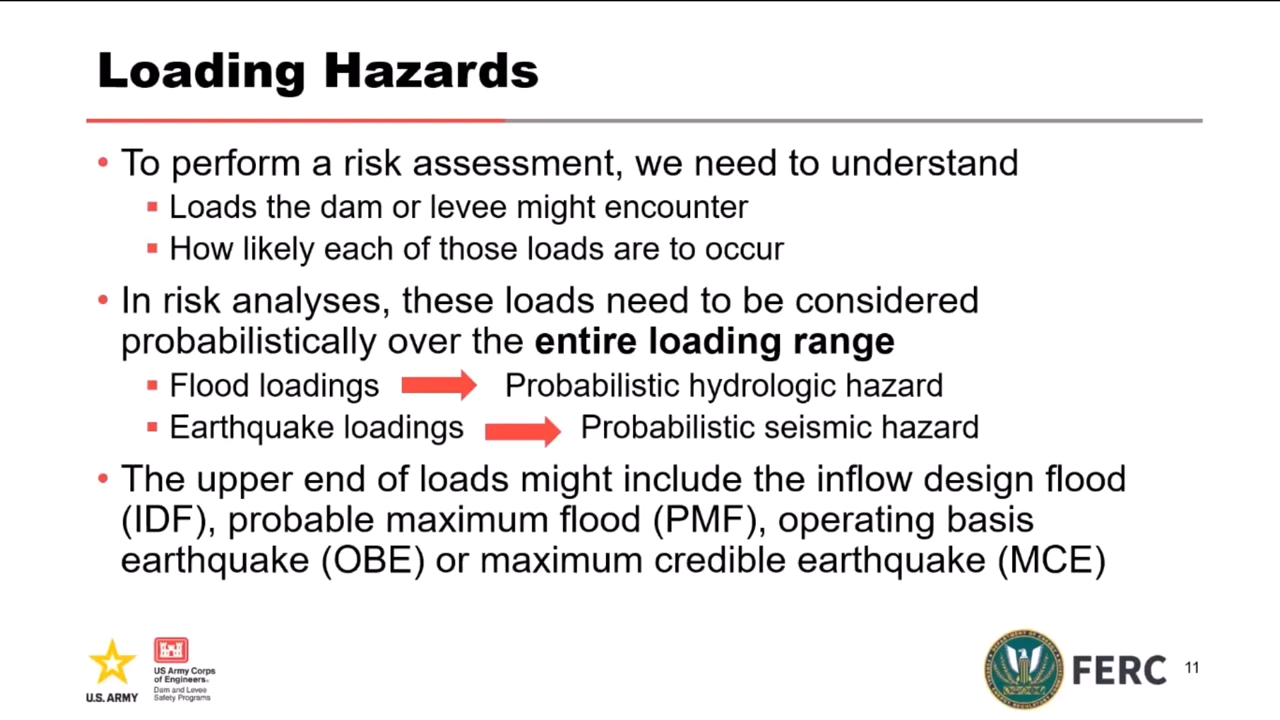 Loading Hazards
• To perform a risk assessment, we need to understand
▪ Loads the dam or levee might encounter
▪ How likely each of those loads are to occur
• In risk analyses, these loads need to be considered
probabilistically over the entire loading range
▪ Flood loadings Probabilistic hydrologic hazard
▪ Earthquake loadings Probabilistic seismic hazard
• The upper end of loads might include the inflow design flood
(IDF), probable maximum flood (PMF), operating basis
earthquake (OBE) or maximum credible earthquake (MCE)
U.S. ARMY
US Army Corps
of Engineers®
Dam and Levee
Safety Programs
FERC
11